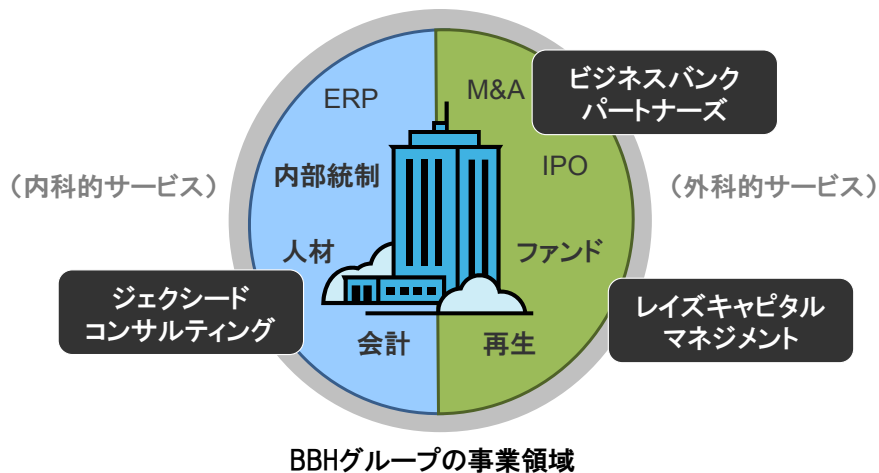 ERP
M&A
ビジネスバンク
パートナーズ
内部統制
IPO
（内科的サービス）
（外科的サービス）
人材
ファンド
ジェクシード
コンサルティング
レイズキャピタル
マネジメント
会計
再生
BBHグループの事業領域